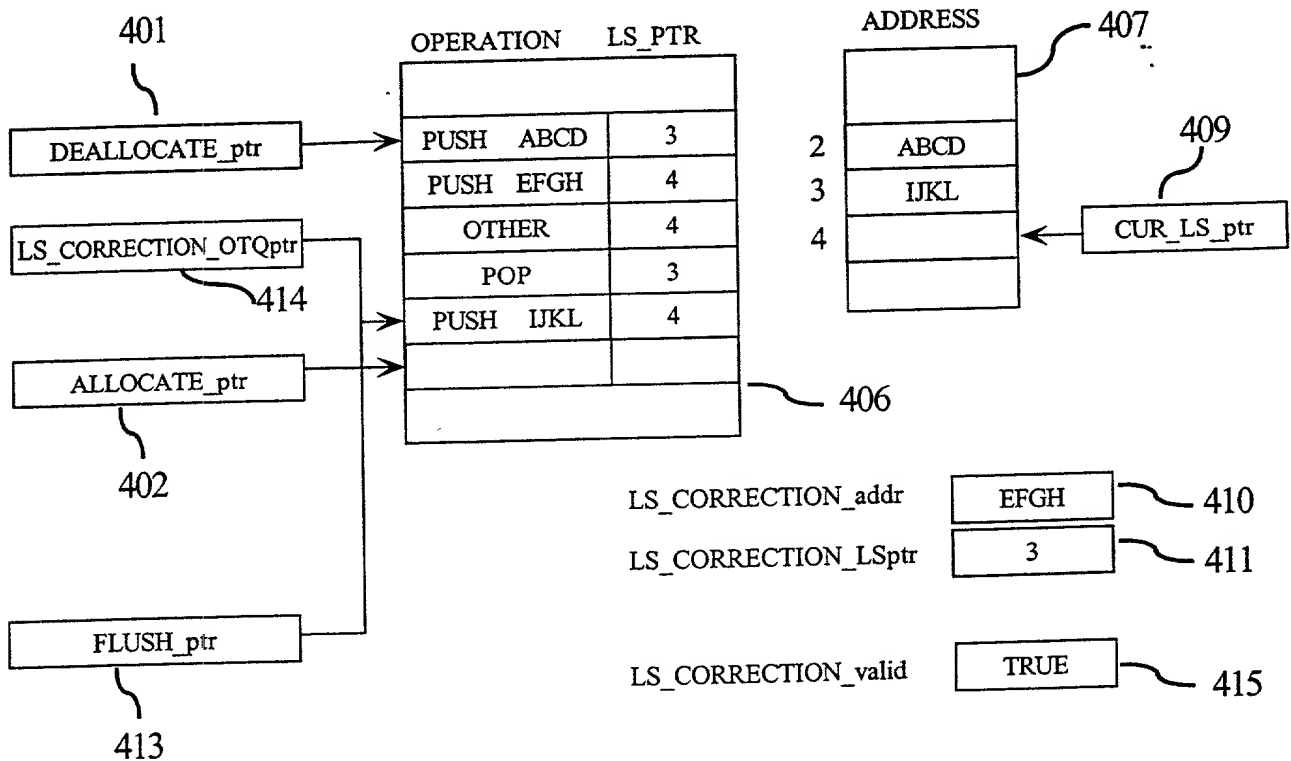 401
OPERATION LS_PTR
ADDRESS
407
DEALLOCATE_ptr
PUSH ABCD 3
2 ABCD
409
PUSH EFGH 4
3 IJKL
LS_CORRECTION_OTQptr
OTHER 4
4
CUR_LS_ptr
414
POP 3
PUSH IJKL 4
ALLOCATE_ptr
406
402
LS_CORRECTION_addr EFGH 410
LS_CORRECTION_LSptr 3 411
FLUSH_ptr
LS_CORRECTION_valid TRUE 415
413